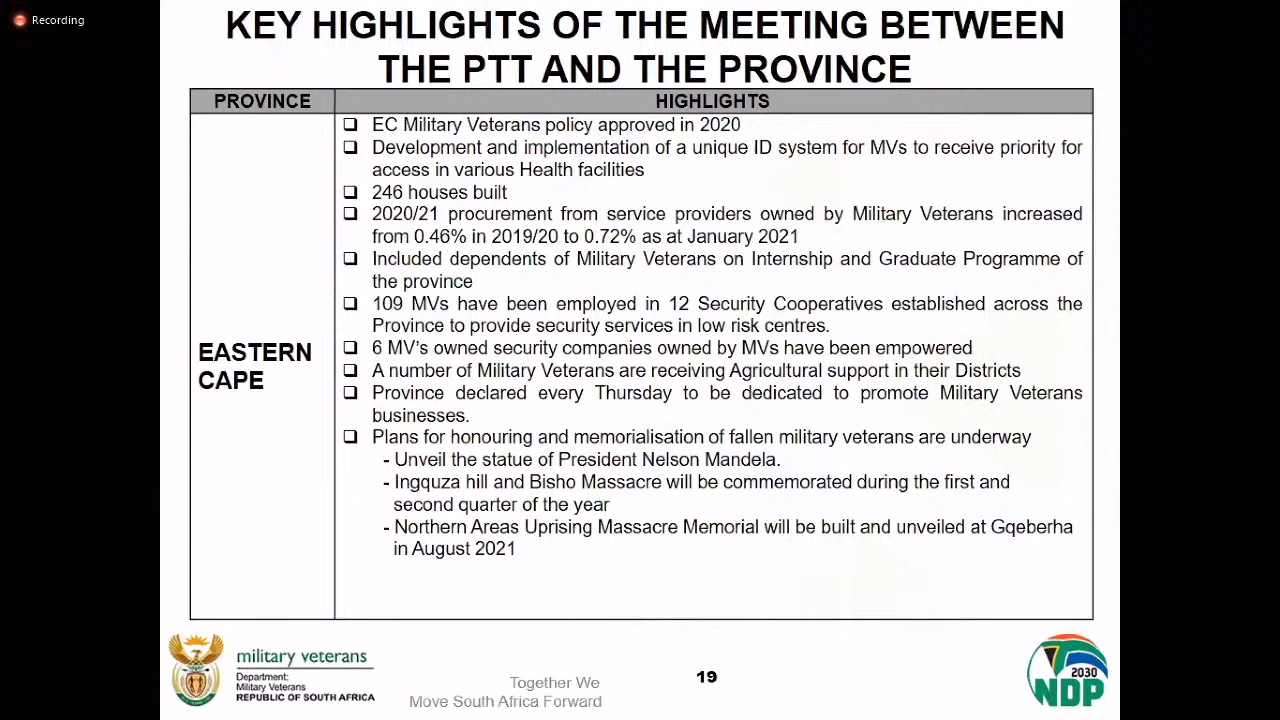 Recording
KEY HIGHLIGHTS OF THE MEETING BETWEEN
THE PTT AND THE PROVINCE
PROVINCE
HIGHLIGHTS
EASTERN
CAPE
EC Military Veterans policy approved in 2020
Development and implementation of a unique ID system for MVs to receive priority for
access in various Health facilities
246 houses built
2020/21 procurement from service providers owned by Military Veterans increased
from 0.46% in 2019/20 to 0.72% as at January 2021
Included dependents of Military Veterans on Internship and Graduate Programme of
the province
109 MVs have been employed in 12 Security Cooperatives established across the
Province to provide security services in low risk centres.
6 MV's owned security companies owned by MVs have been empowered
A number of Military Veterans are receiving Agricultural support in their Districts
Province declared every Thursday to be dedicated to promote Military Veterans
businesses.
Plans for honouring and memorialisation of fallen military veterans are underway
- Unveil the statue of President Nelson Mandela.
- Ingquza hill and Bisho Massacre will be commemorated during the first and
second quarter of the year
- Northern Areas Uprising Massacre Memorial will be built and unveiled at Gqeberha
in August 2021
military veterans
Department:
Military Veterans
REPUBLIC OF SOUTH AFRICA
Together We
Move South Africa Forward
19
2030
NDP